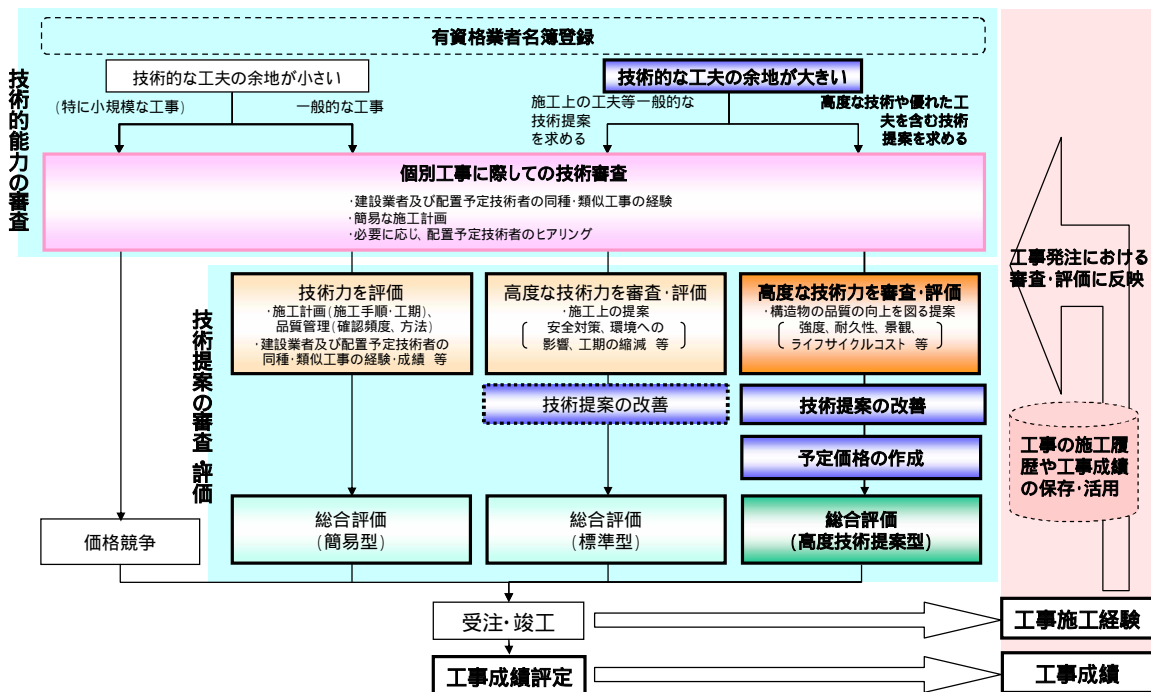 有資格業者名簿登録
技術的能力の審査
技術的な工夫の余地が小さい
技術的な工夫の余地が大きい
(特に小規模な工事)
一般的な工事
施工上の工夫等一般的な
技術提案
を求める
高度な技術や優れた工
夫を含む技術
提案を求める
個別工事に際しての技術審査
・建設業者及び配置予定技術者の同種・類似工事の経験
・簡易な施工計画
・必要に応じ、配置予定技術者のヒアリング
技術提案の審査・評価
技術力を評価
・施工計画(施工手順・工期)、
品質管理(確認頻度、方法)
・建設業者及び配置予定技術者の
同種・類似工事の経験・成績 等
高度な技術力を審査・評価
・施工上の提案
安全対策、環境への
影響、工期の縮減 等
高度な技術力を審査・評価
・構造物の品質の向上を図る提案
強度、耐久性、景観、
ライフサイクルコスト 等
技術提案の改善
技術提案の改善
予定価格の作成
価格競争
総合評価
(簡易型)
総合評価
(標準型)
総合評価
(高度技術提案型)
受注・竣工
工事成績評定
工事発注における
審査・評価に反映
工事の施工履
歴や工事成績
の保存・活用
工事施工経験
工事成績